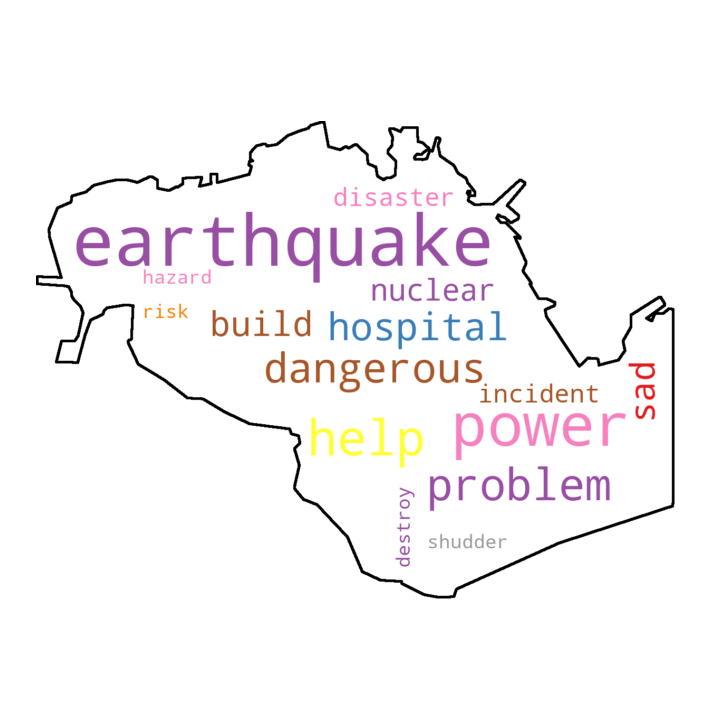 disaster
earthquake
hazard
nuclear
risk
build hospital
dangerous
sad
incident
help power
problem
destroy
shudder